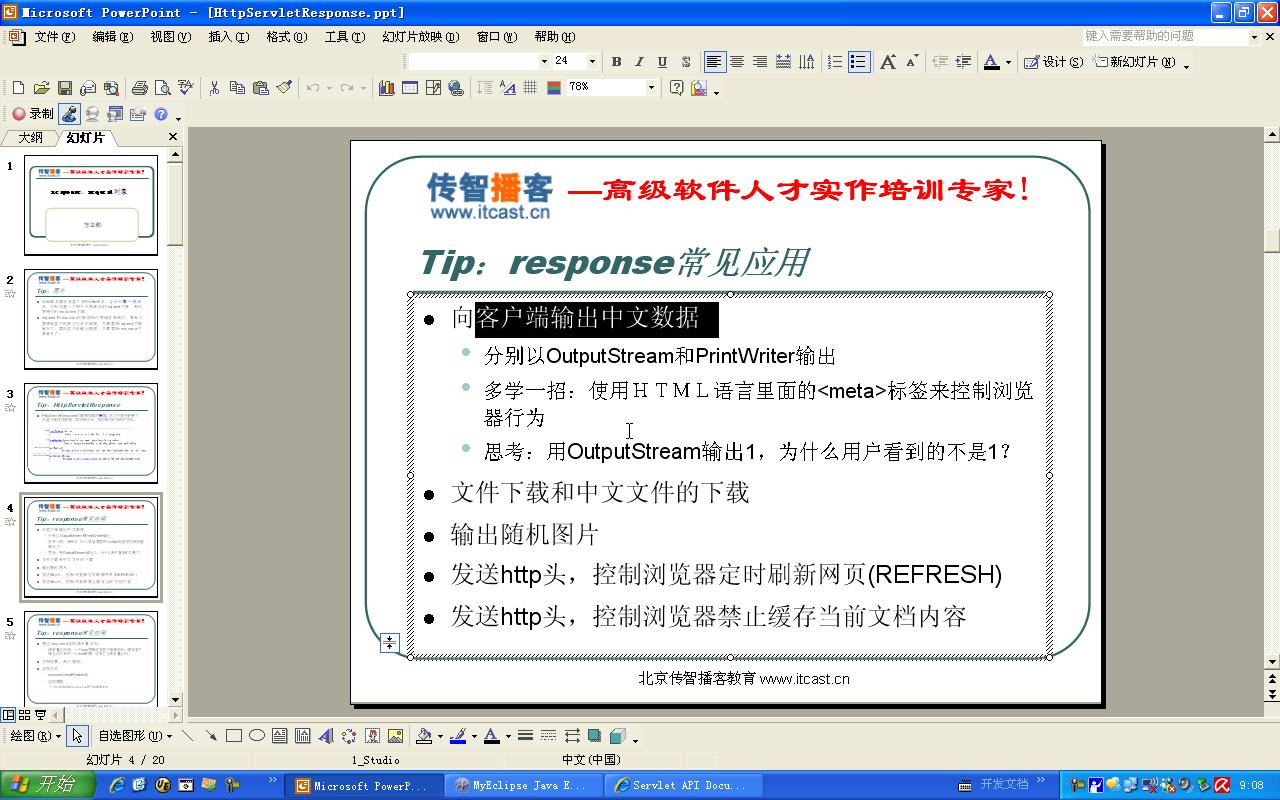 Microsoft PowerPoint - [HttpServletResponse.ppt]
文件(F) 编辑(E) 视图(V) 插入(I) 格式(O) 工具(T) 幻灯片放映(D) 窗口(W) 帮助(H) 键入需要帮助的问题
24 B I U S A A A 设计(S) 新幻灯片(N)
78%
录制
大纲 幻灯片
1
2
3
4
5
传智播客 —高级软件人才实作培训专家!
www.itcast.cn
Tip：response常见应用
向客户端输出中文数据
分别以OutputStream和PrintWriter输出
多学一招：使用ＨＴＭＬ语言里面的<meta>标签来控制浏览
器行为
思考：用OutputStream输出1，为什么用户看到的不是1？
文件下载和中文文件的下载
输出随机图片
发送http头，控制浏览器定时刷新网页(REFRESH)
发送http头，控制浏览器禁止缓存当前文档内容
北京传智播客教育 www.itcast.cn
绘图(R) 自选图形(U)
幻灯片 4 / 20 1_Studio 中文(中国)
开始 Microsoft PowerP... MyEclipse Java E... Servlet API Docu... 开发文档 9:08